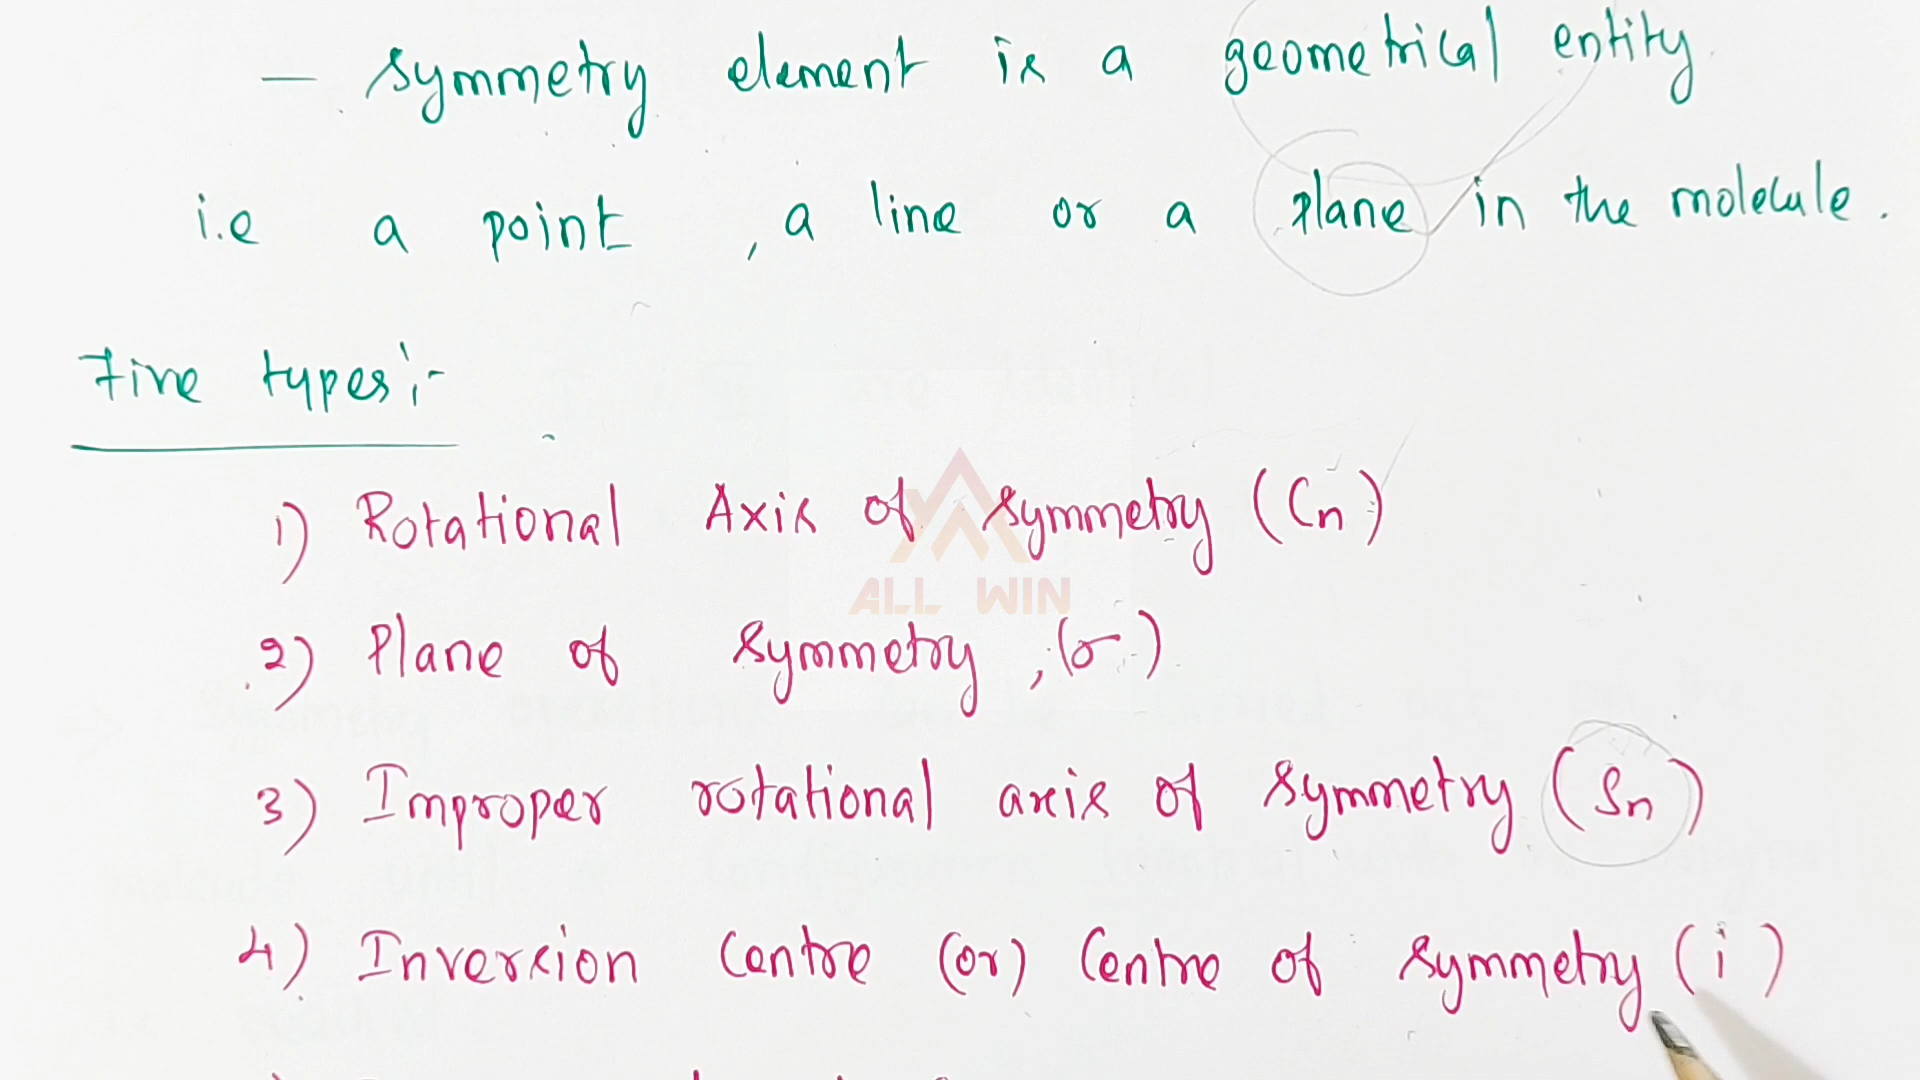 — symmetry element is a geometrical entity
i.e a point , a line or a plane in the molecule.
Five types:-
1) Rotational Axis of symmetry (Cn)
ALL WIN
2) Plane of symmetry, (σ)
3) Improper rotational axis of symmetry (Sn)
4) Inversion Centre (or) Centre of symmetry (i)